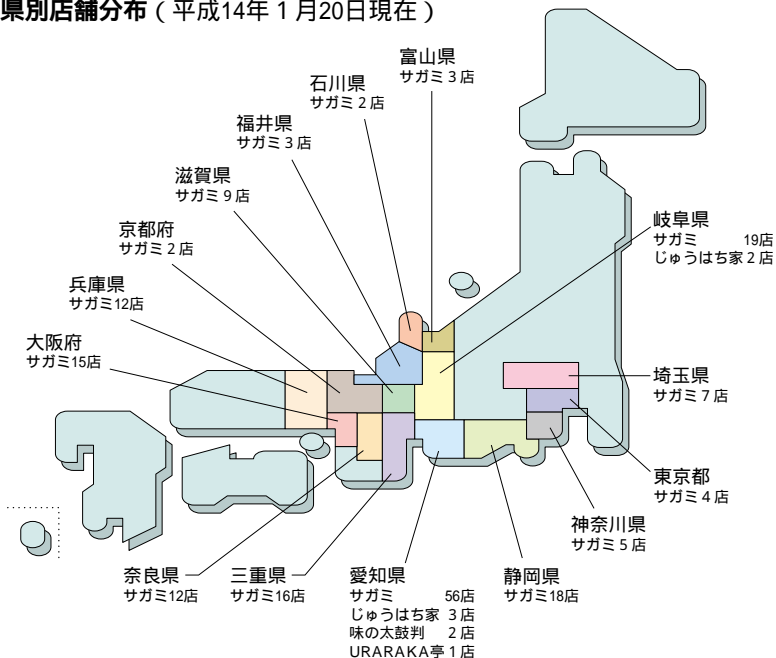 県別店舗分布（平成14年１月20日現在）
富山県
サガミ３店
石川県
サガミ２店
福井県
サガミ３店
滋賀県
サガミ９店
京都府
サガミ２店
兵庫県
サガミ12店
大阪府
サガミ15店
岐阜県
サガミ 19店
じゅうはち家２店
埼玉県
サガミ７店
東京都
サガミ４店
神奈川県
サガミ５店
奈良県
サガミ12店
三重県
サガミ16店
愛知県
サガミ 56店
じゅうはち家 ３店
味の太鼓判 ２店
URARAKA亭１店
静岡県
サガミ18店